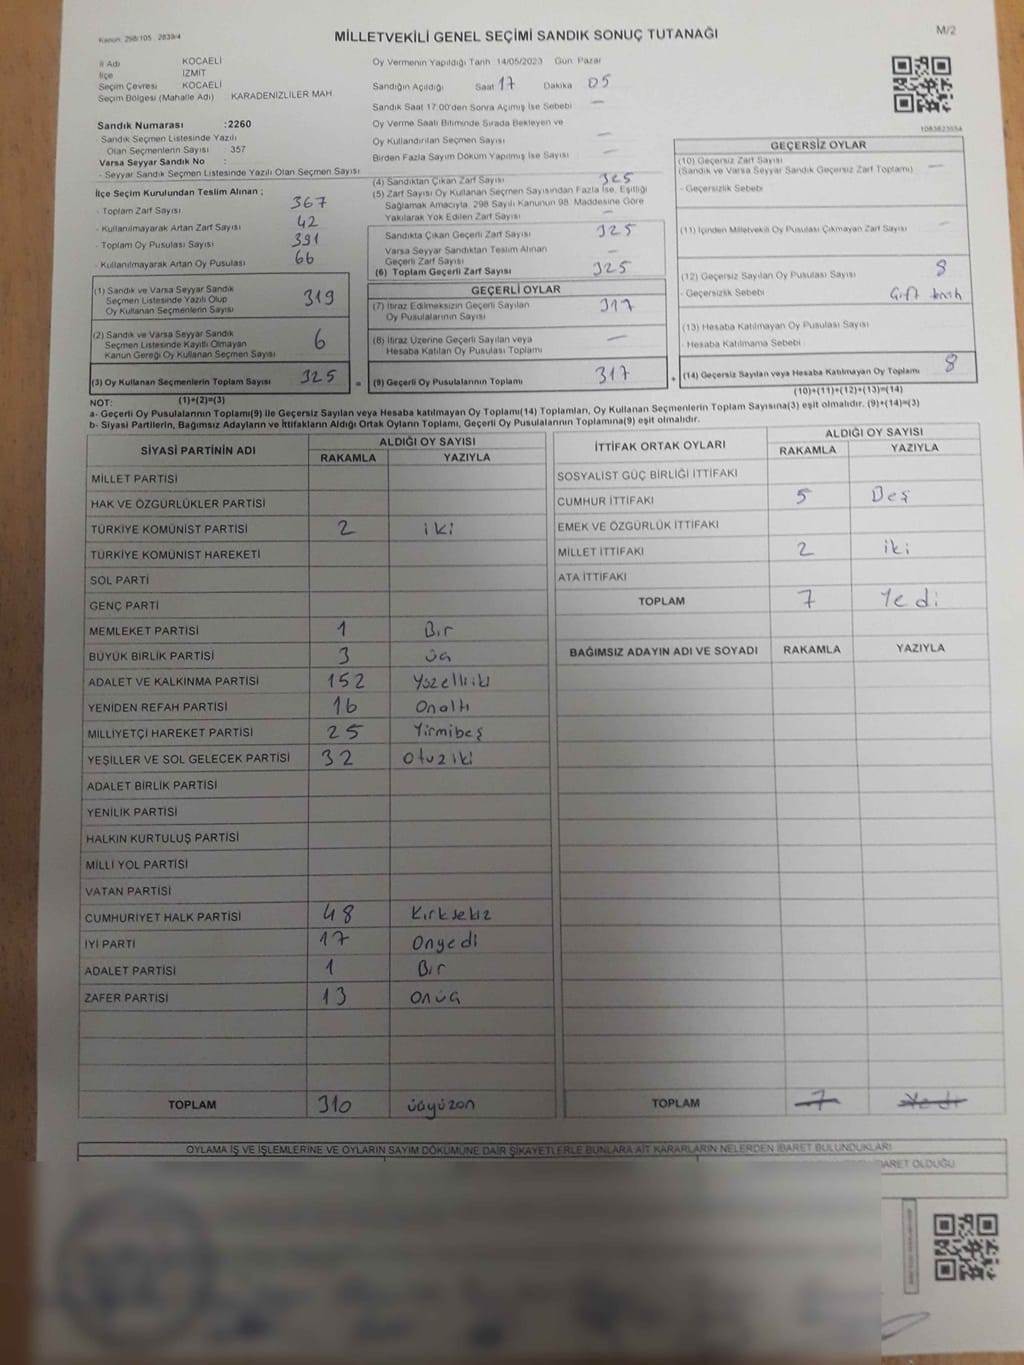 Kanun: 298/105 2839/4
MİLLETVEKİLİ GENEL SEÇİMİ SANDIK SONUÇ TUTANAĞI
M/2
İl Adı KOCAELİ
İlçe İZMİT
Seçim Çevresi KOCAELİ
Seçim Bölgesi (Mahalle Adı) KARADENİZLİLER MAH.
Oy Vermenin Yapıldığı Tarih 14/05/2023 Gün Pazar
Sandığın Açıldığı Saat 17 Dakika 05
Sandık Saat 17.00'den Sonra Açımış İse Sebebi —
Oy Verme Saati Bitiminde Sırada Bekleyen ve
Oy Kullandırılan Seçmen Sayısı —
Birden Fazla Sayım Döküm Yapılmış İse Sayısı —
Sandık Numarası :2260
- Sandık Seçmen Listesinde Yazılı
Olan Seçmenlerin Sayısı : 357
Varsa Seyyar Sandık No :
- Seyyar Sandık Seçmen Listesinde Yazılı Olan Seçmen Sayısı
İlçe Seçim Kurulundan Teslim Alınan ;
- Toplam Zarf Sayısı 367
- Kullanılmayarak Artan Zarf Sayısı 42
- Toplam Oy Pusulası Sayısı 391
- Kullanılmayarak Artan Oy Pusulası 66
(1) Sandık ve Varsa Seyyar Sandık
Seçmen Listesinde Yazılı Olup
Oy Kullanan Seçmenlerin Sayısı 319
(2) Sandık ve Varsa Seyyar Sandık
Seçmen Listesinde Kayıtlı Olmayan
Kanun Gereği Oy Kullanan Seçmen Sayısı 6
(3) Oy Kullanan Seçmenlerin Toplam Sayısı 325
(1)+(2)=(3)
(4) Sandıktan Çıkan Zarf Sayısı 325
(5) Zarf Sayısı Oy Kullanan Seçmen Sayısından Fazla İse, Eşitliği
Sağlamak Amacıyla, 298 Sayılı Kanunun 98. Maddesine Göre
Yakılarak Yok Edilen Zarf Sayısı —
Sandıkta Çıkan Geçerli Zarf Sayısı 325
Varsa Seyyar Sandıktan Teslim Alınan
Geçerli Zarf Sayısı —
(6) Toplam Geçerli Zarf Sayısı 325
GEÇERLİ OYLAR
(7) İtiraz Edilmeksizin Geçerli Sayılan
Oy Pusulalarının Sayısı 317
(8) İtiraz Üzerine Geçerli Sayılan veya
Hesaba Katılan Oy Pusulası Toplamı —
= (9) Geçerli Oy Pusulalarının Toplamı 317
1083823554
GEÇERSİZ OYLAR
(10) Geçersiz Zarf Sayısı
(Sandık ve Varsa Seyyar Sandık Geçersiz Zarf Toplamı) —
- Geçersizlik Sebebi
(11) İçinden Milletvekili Oy Pusulası Çıkmayan Zarf Sayısı —
(12) Geçersiz Sayılan Oy Pusulası Sayısı 8
- Geçersizlik Sebebi Çift
(13) Hesaba Katılmayan Oy Pusulası Sayısı
- Hesaba Katılmama Sebebi
+ (14) Geçersiz Sayılan veya Hesaba Katılmayan Oy Toplamı 8
(10)+(11)+(12)+(13)=(14)
NOT:
a- Geçerli Oy Pusulalarının Toplamı(9) ile Geçersiz Sayılan veya Hesaba katılmayan Oy Toplamı(14) Toplamları, Oy Kullanan Seçmenlerin Toplam Sayısına(3) eşit olmalıdır. (9)+(14)=(3)
b- Siyasi Partilerin, Bağımsız Adayların ve İttifakların Aldığı Ortak Oyların Toplamı, Geçerli Oy Pusulalarının Toplamına(9) eşit olmalıdır.
SİYASİ PARTİNİN ADI ALDIĞI OY SAYISI
RAKAMLA YAZIYLA
MİLLET PARTİSİ
HAK VE ÖZGÜRLÜKLER PARTİSİ
TÜRKİYE KOMÜNİST PARTİSİ 2 iki
TÜRKİYE KOMÜNİST HAREKETİ
SOL PARTİ
GENÇ PARTİ
MEMLEKET PARTİSİ 1 Bir
BÜYÜK BİRLİK PARTİSİ 3 üç
ADALET VE KALKINMA PARTİSİ 152 Yüzelliiki
YENİDEN REFAH PARTİSİ 16 Onaltı
MİLLİYETÇİ HAREKET PARTİSİ 25 Yirmibeş
YEŞİLLER VE SOL GELECEK PARTİSİ 32 Otuziki
ADALET BİRLİK PARTİSİ
YENİLİK PARTİSİ
HALKIN KURTULUŞ PARTİSİ
MİLLİ YOL PARTİSİ
VATAN PARTİSİ
CUMHURİYET HALK PARTİSİ 48 Kırksekiz
İYİ PARTİ 17 Onyedi
ADALET PARTİSİ 1 Bir
ZAFER PARTİSİ 13 Onüç
TOPLAM 310 üçyüzon
İTTİFAK ORTAK OYLARI ALDIĞI OY SAYISI
RAKAMLA YAZIYLA
SOSYALİST GÜÇ BİRLİĞİ İTTİFAKI
CUMHUR İTTİFAKI 5 Beş
EMEK VE ÖZGÜRLÜK İTTİFAKI
MİLLET İTTİFAKI 2 iki
ATA İTTİFAKI
TOPLAM 7 Yedi
BAĞIMSIZ ADAYIN ADI VE SOYADI RAKAMLA YAZIYLA
TOPLAM 7 Yedi
OYLAMA İŞ VE İŞLEMLERİNE VE OYLARIN SAYIM DÖKÜMÜNE DAİR ŞİKAYETLERLE BUNLARA AİT KARARLARIN NELERDEN İBARET BULUNDUKLARI
İBARET OLDUĞU